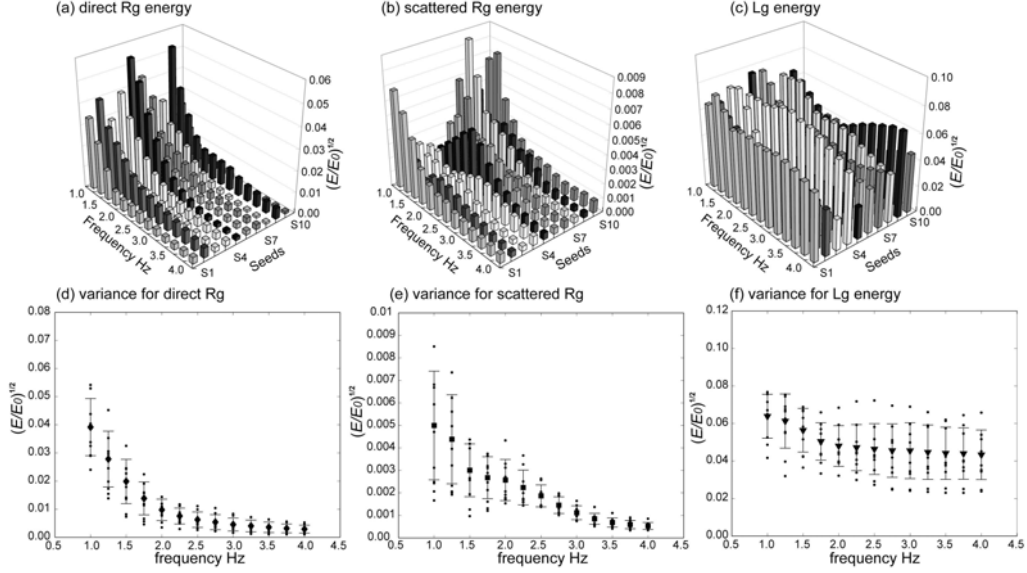 (a) direct Rg energy
(b) scattered Rg energy
(c) Lg energy
0.06
0.05
0.04
0.03
0.02
0.01
0.00
(E/E0)1/2
1.0
1.5
2.0
2.5
3.0
3.5
4.0
Frequency Hz
S1
S4
S7
S10
Seeds
0.009
0.008
0.007
0.006
0.005
0.004
0.003
0.002
0.001
0.000
(E/E0)1/2
1.0
1.5
2.0
2.5
3.0
3.5
4.0
Frequency Hz
S1
S4
S7
S10
Seeds
0.10
0.08
0.06
0.04
0.02
0.00
(E/E0)1/2
1.0
1.5
2.0
2.5
3.0
3.5
4.0
Frequency Hz
S1
S4
S7
S10
Seeds
(d) variance for direct Rg
(e) variance for scattered Rg
(f) variance for Lg energy
0.08
0.07
0.06
0.05
0.04
0.03
0.02
0.01
0.00
(E/E0)1/2
0.5 1.0 1.5 2.0 2.5 3.0 3.5 4.0 4.5
frequency Hz
0.01
0.009
0.008
0.007
0.006
0.005
0.004
0.003
0.002
0.001
0.000
(E/E0)1/2
0.5 1.0 1.5 2.0 2.5 3.0 3.5 4.0 4.5
frequency Hz
0.12
0.10
0.08
0.06
0.04
0.02
0.00
(E/E0)1/2
0.5 1.0 1.5 2.0 2.5 3.0 3.5 4.0 4.5
frequency Hz